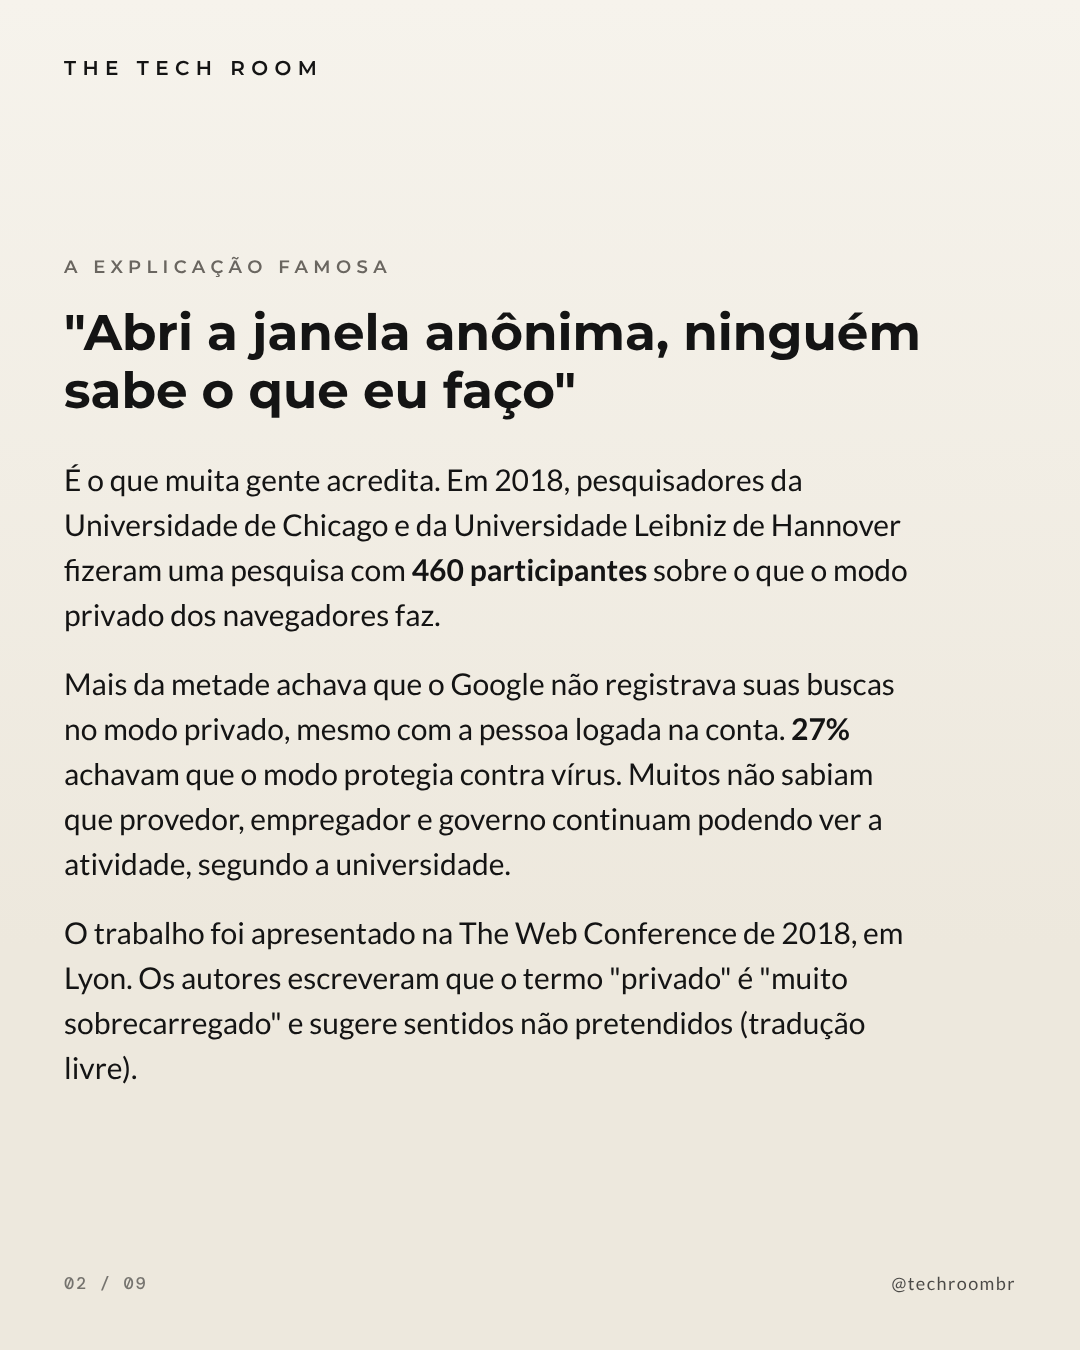 THE TECH ROOM
A EXPLICAÇÃO FAMOSA
"Abri a janela anônima, ninguém
sabe o que eu faço"
É o que muita gente acredita. Em 2018, pesquisadores da
Universidade de Chicago e da Universidade Leibniz de Hannover
fizeram uma pesquisa com 460 participantes sobre o que o modo
privado dos navegadores faz.
Mais da metade achava que o Google não registrava suas buscas
no modo privado, mesmo com a pessoa logada na conta. 27%
achavam que o modo protegia contra vírus. Muitos não sabiam
que provedor, empregador e governo continuam podendo ver a
atividade, segundo a universidade.
O trabalho foi apresentado na The Web Conference de 2018, em
Lyon. Os autores escreveram que o termo "privado" é "muito
sobrecarregado" e sugere sentidos não pretendidos (tradução
livre).
02 / 09
@techroombr